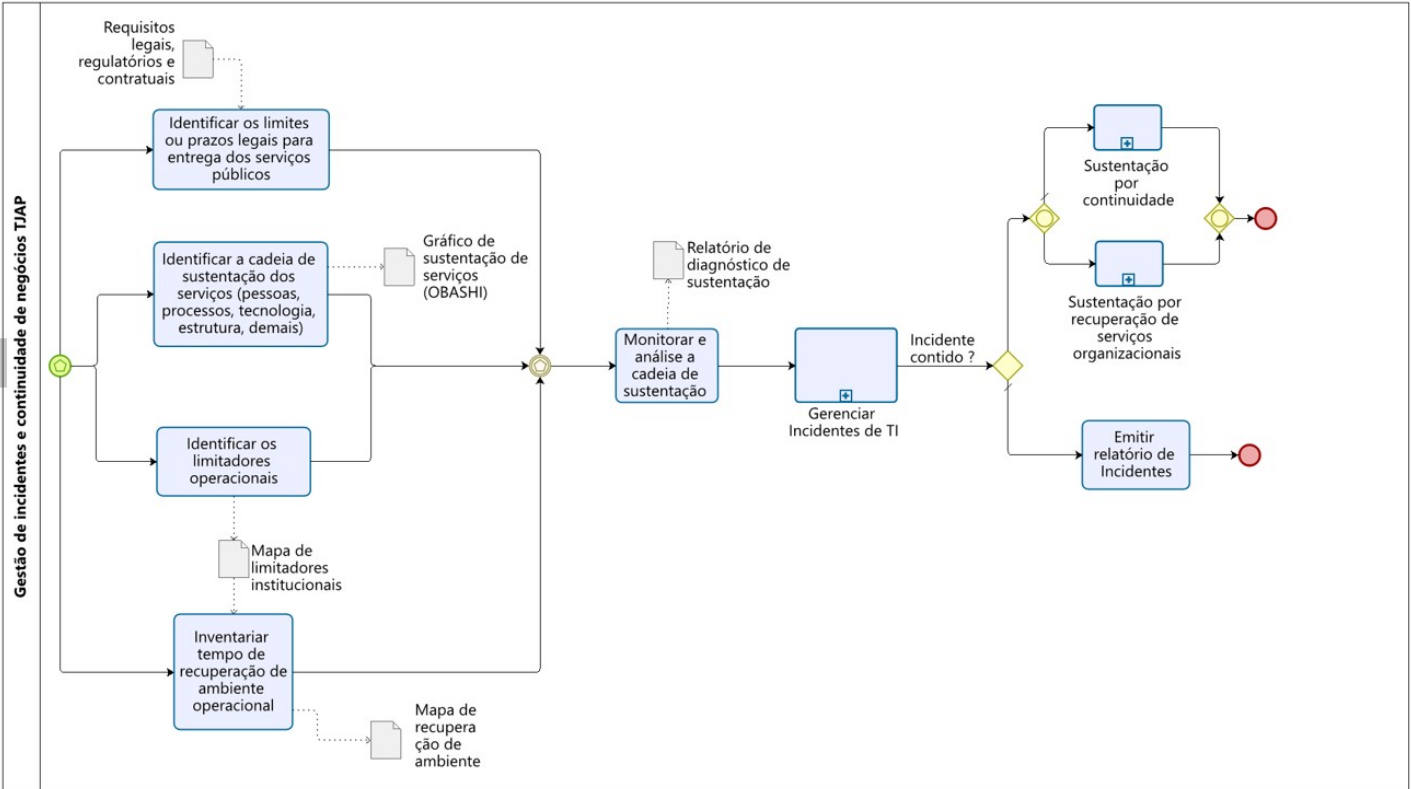 Gestão de incidentes e continuidade de negócios TJAP
Requisitos
legais,
regulatórios e
contratuais
Identificar os limites
ou prazos legais para
entrega dos serviços
públicos
Identificar a cadeia de
sustentação dos
serviços (pessoas,
processos, tecnologia,
estrutura, demais)
Gráfico de
sustentação de
serviços
(OBASHI)
Identificar os
limitadores
operacionais
Mapa de
limitadores
institucionais
Inventariar
tempo de
recuperação de
ambiente
operacional
Mapa de
recupera
ção de
ambiente
Relatório de
diagnóstico de
sustentação
Monitorar e
análise a
cadeia de
sustentação
Gerenciar
Incidentes de TI
Incidente
contido ?
Sustentação
por
continuidade
Sustentação por
recuperação de
serviços
organizacionais
Emitir
relatório de
Incidentes